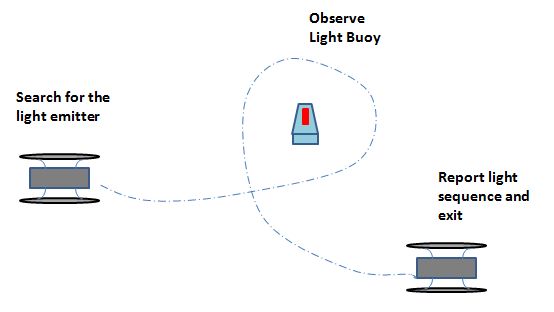 Observe
Light Buoy
Search for the
light emitter
Report light
sequence and
exit